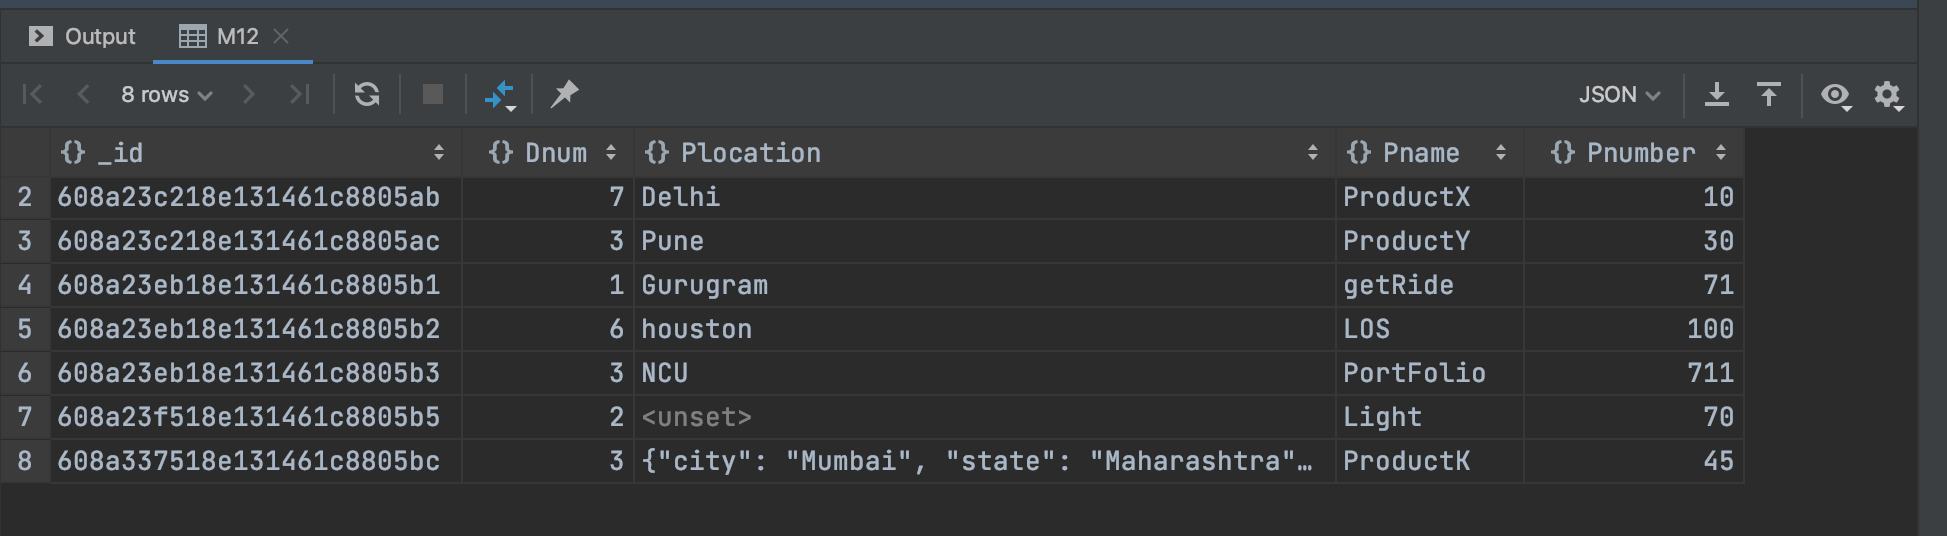 Output M12
8 rows JSON
{} _id {} Dnum {} Plocation {} Pname {} Pnumber
2 608a23c218e131461c8805ab 7 Delhi ProductX 10
3 608a23c218e131461c8805ac 3 Pune ProductY 30
4 608a23eb18e131461c8805b1 1 Gurugram getRide 71
5 608a23eb18e131461c8805b2 6 houston LOS 100
6 608a23eb18e131461c8805b3 3 NCU PortFolio 711
7 608a23f518e131461c8805b5 2 <unset> Light 70
8 608a337518e131461c8805bc 3 {"city": "Mumbai", "state": "Maharashtra"… ProductK 45